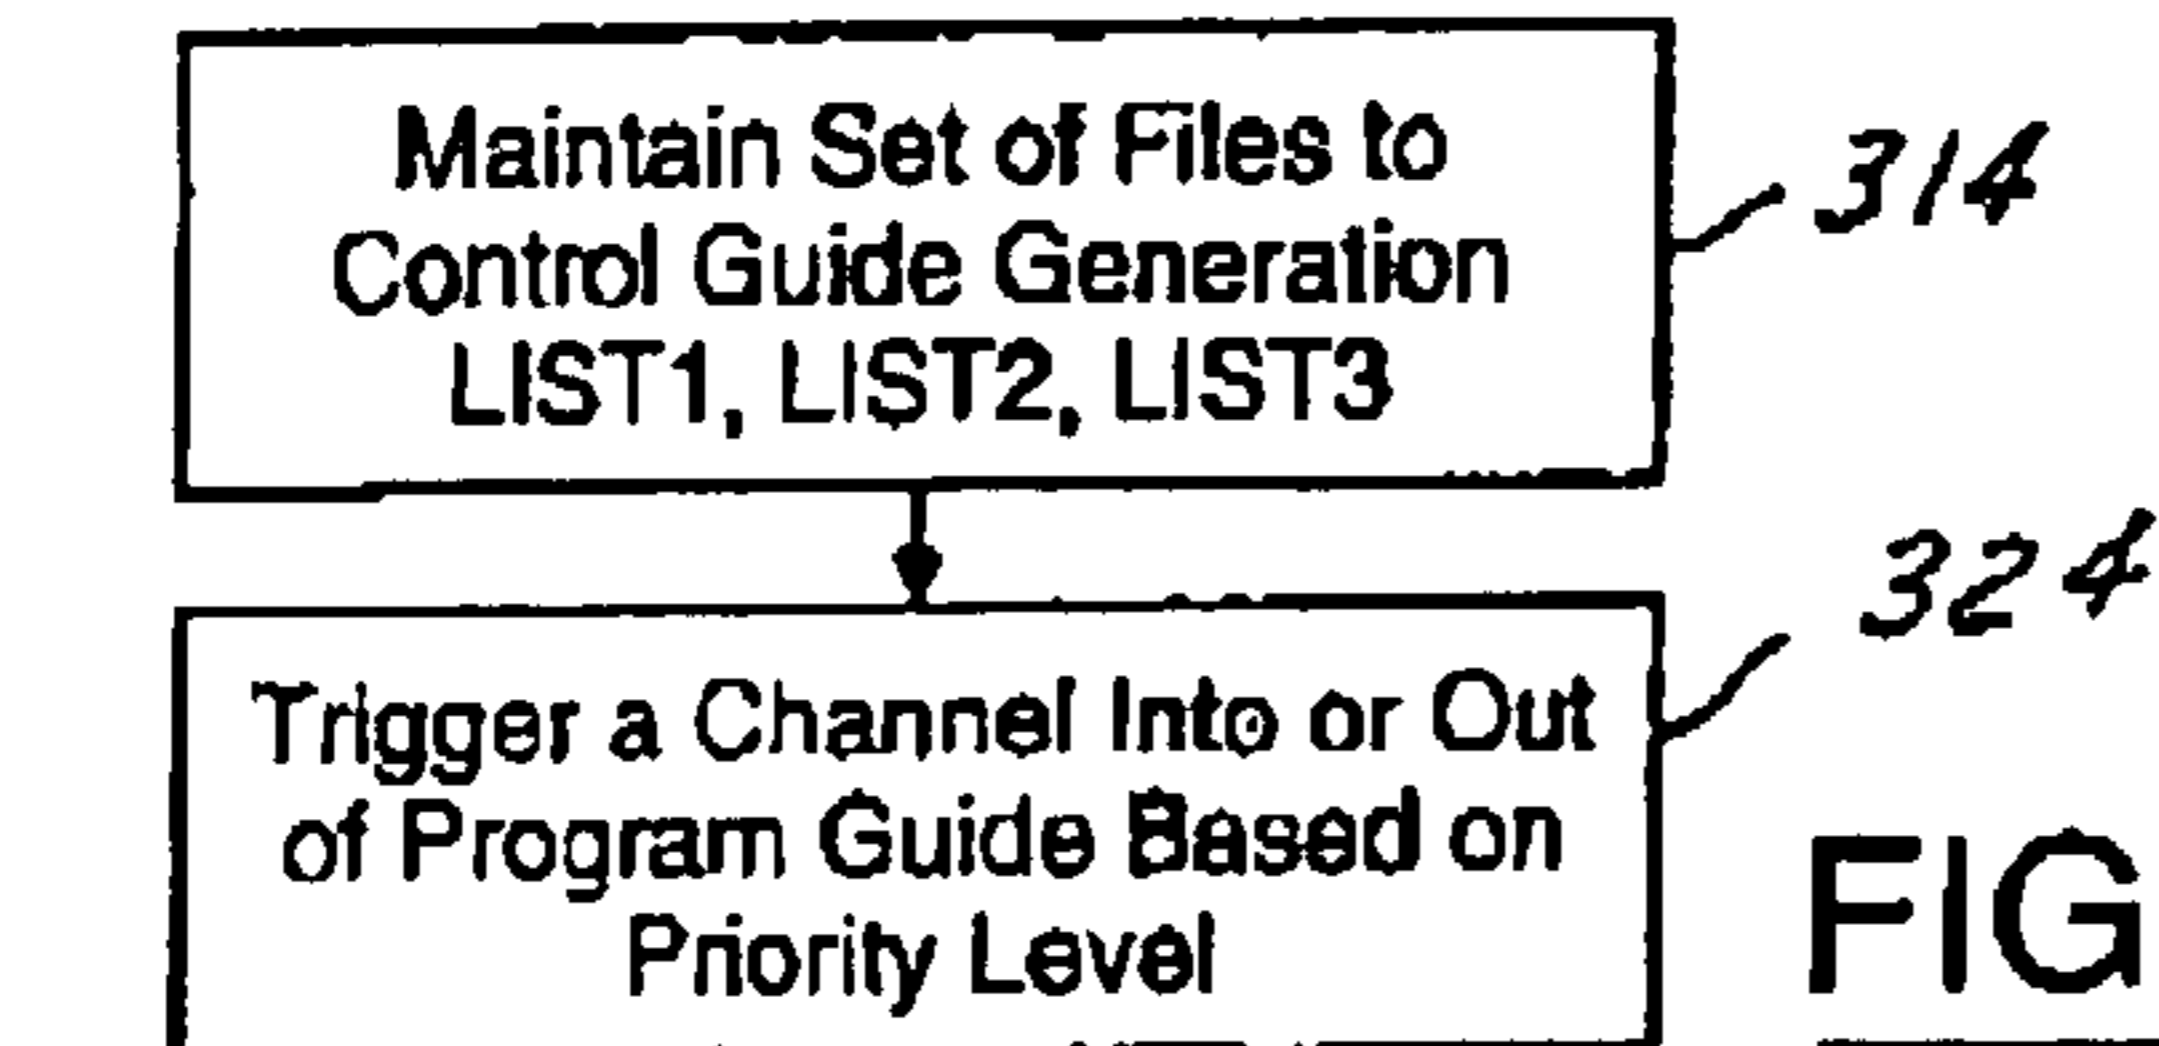 Maintain Set of Files to
Control Guide Generation
LIST1, LIST2, LIST3
314
324
Trigger a Channel Into or Out
of Program Guide Based on
Priority Level
FIG